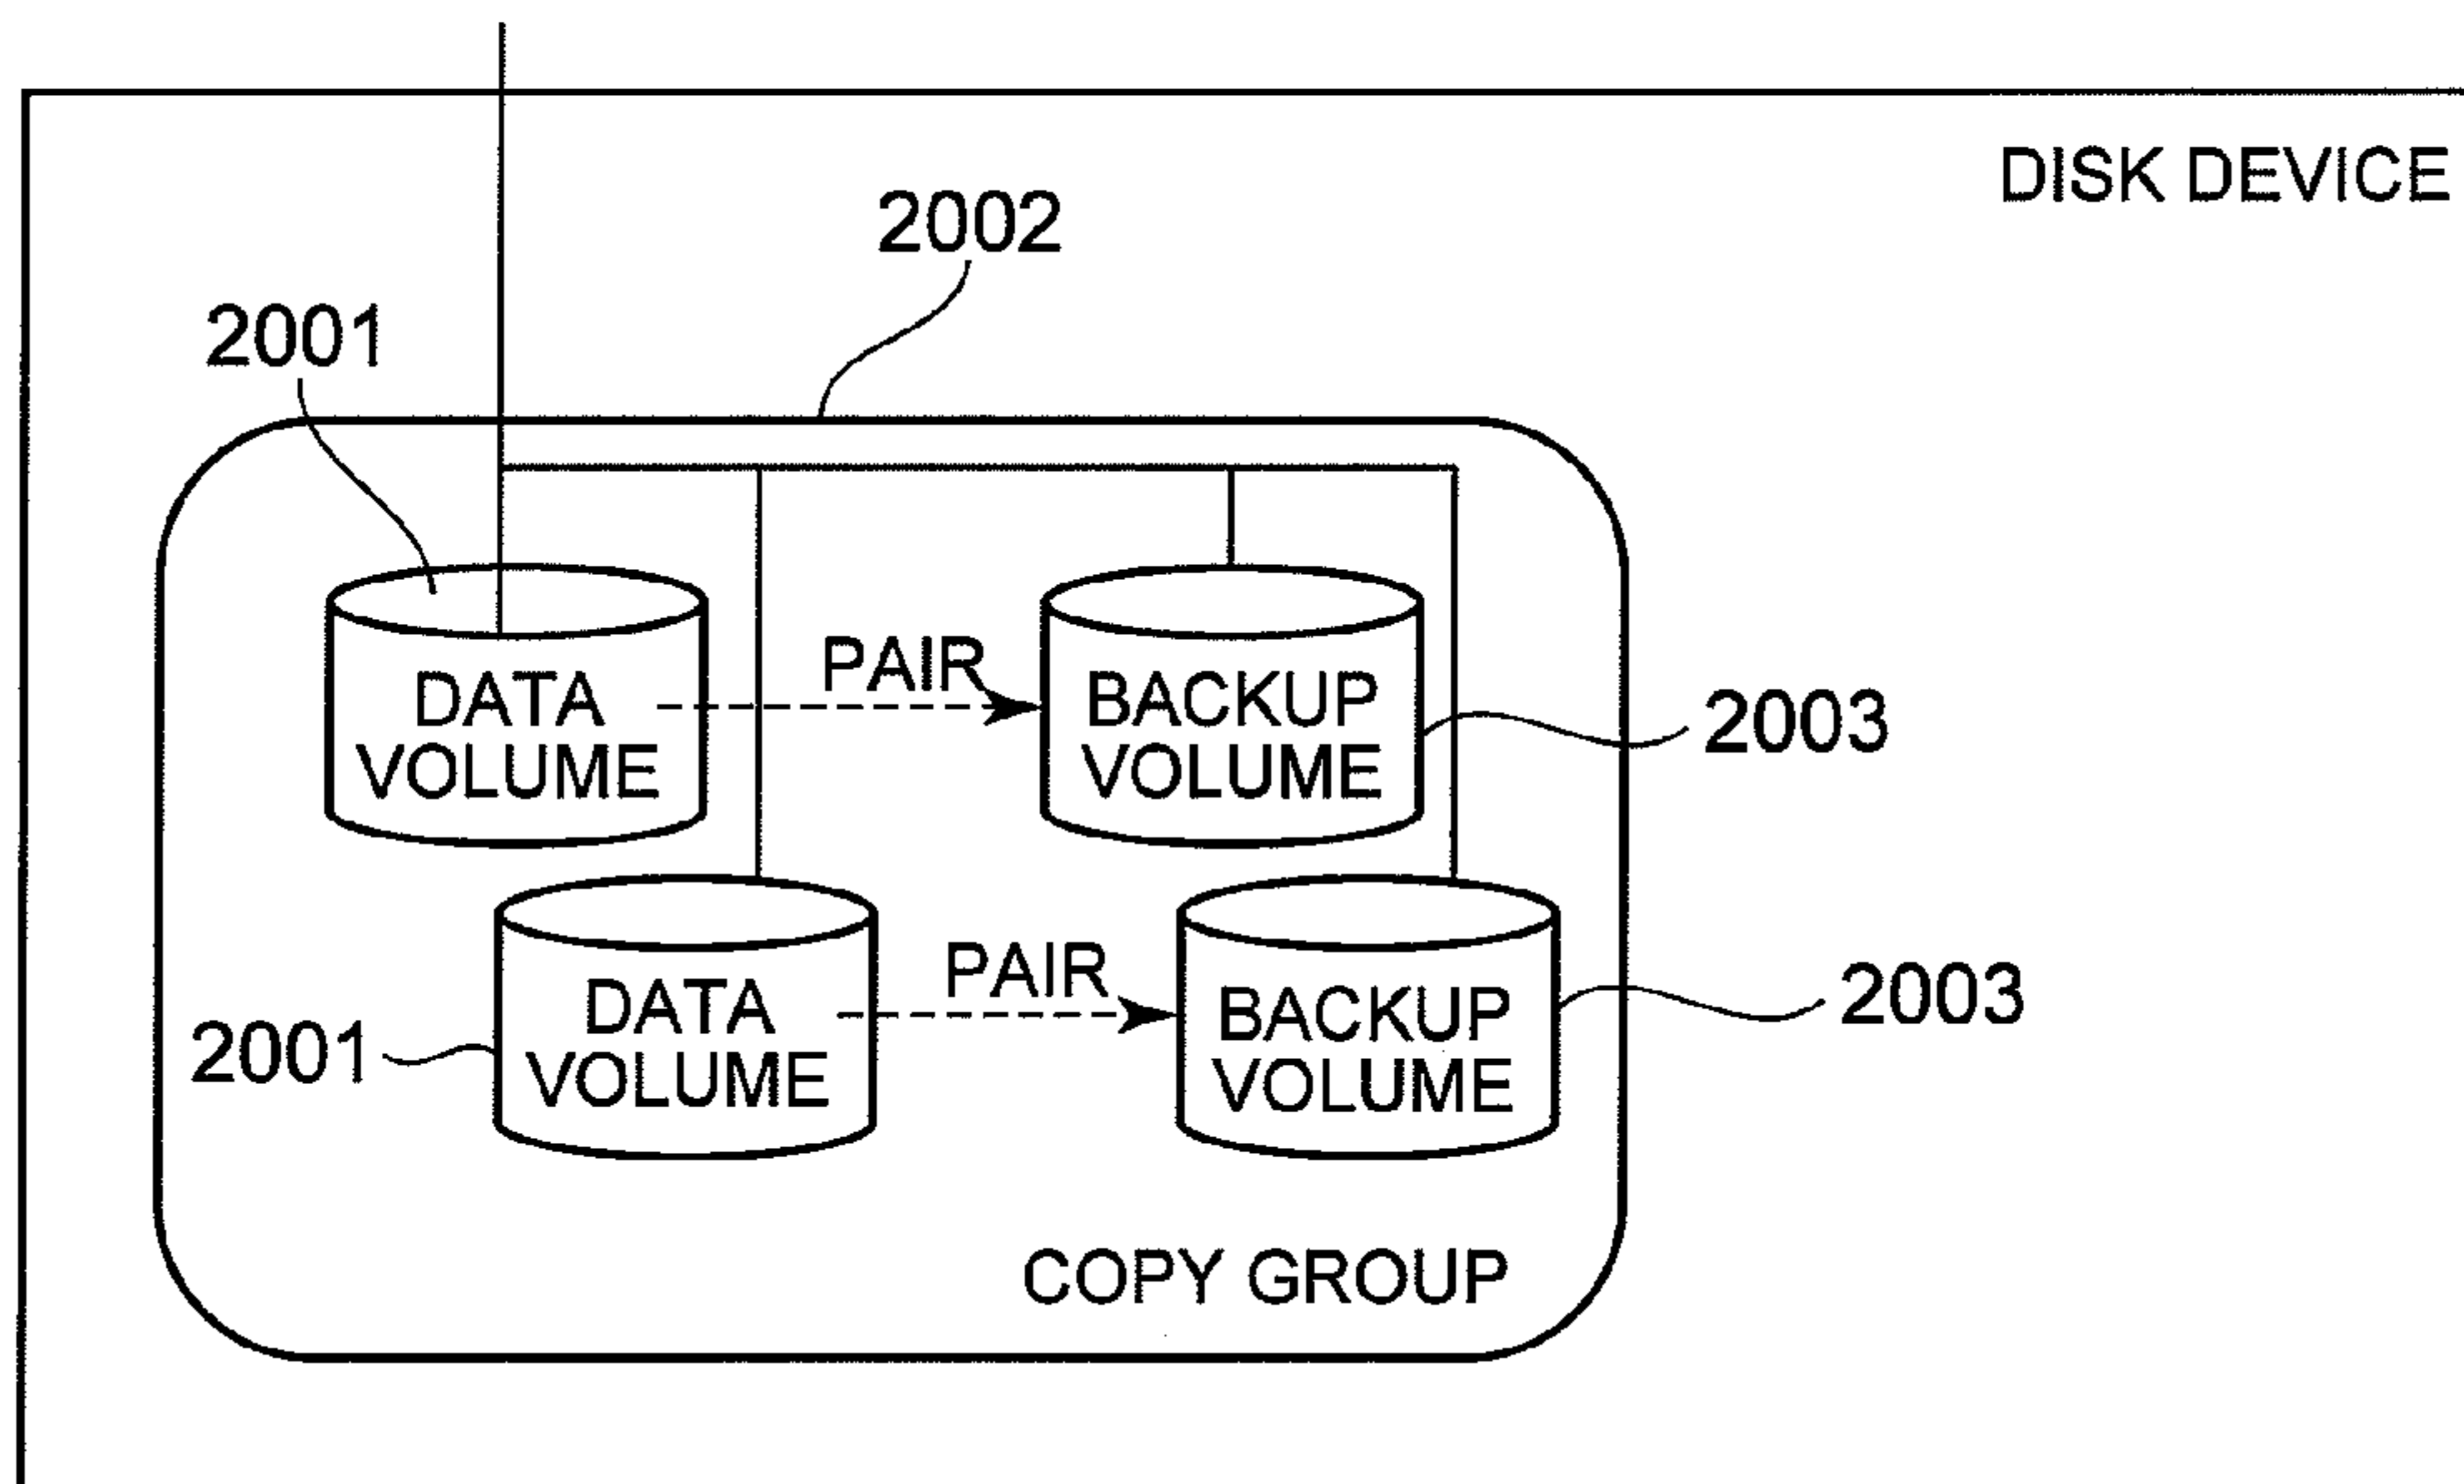 DISK DEVICE
2002
2001
PAIR
DATA
VOLUME
BACKUP
VOLUME
2003
PAIR
DATA
VOLUME
BACKUP
VOLUME
2003
2001
COPY GROUP